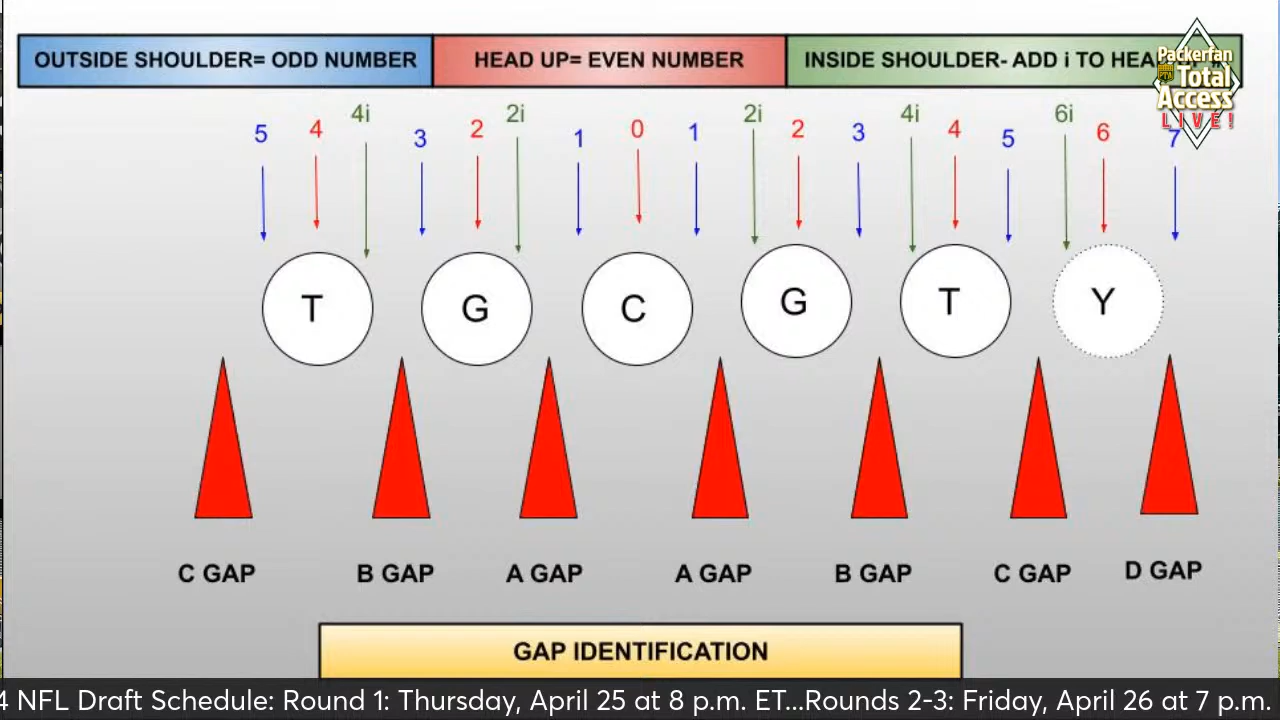 OUTSIDE SHOULDER= ODD NUMBER
HEAD UP= EVEN NUMBER
INSIDE SHOULDER- ADD i TO
Packerfan
Total
Access
LIVE!
5 4 4i 3 2 2i 1 0 1 2i 2 3 4i 4 5 6i 6 7
T G C G T Y
C GAP B GAP A GAP A GAP B GAP C GAP D GAP
GAP IDENTIFICATION
4 NFL Draft Schedule: Round 1: Thursday, April 25 at 8 p.m. ET...Rounds 2-3: Friday, April 26 at 7 p.m.